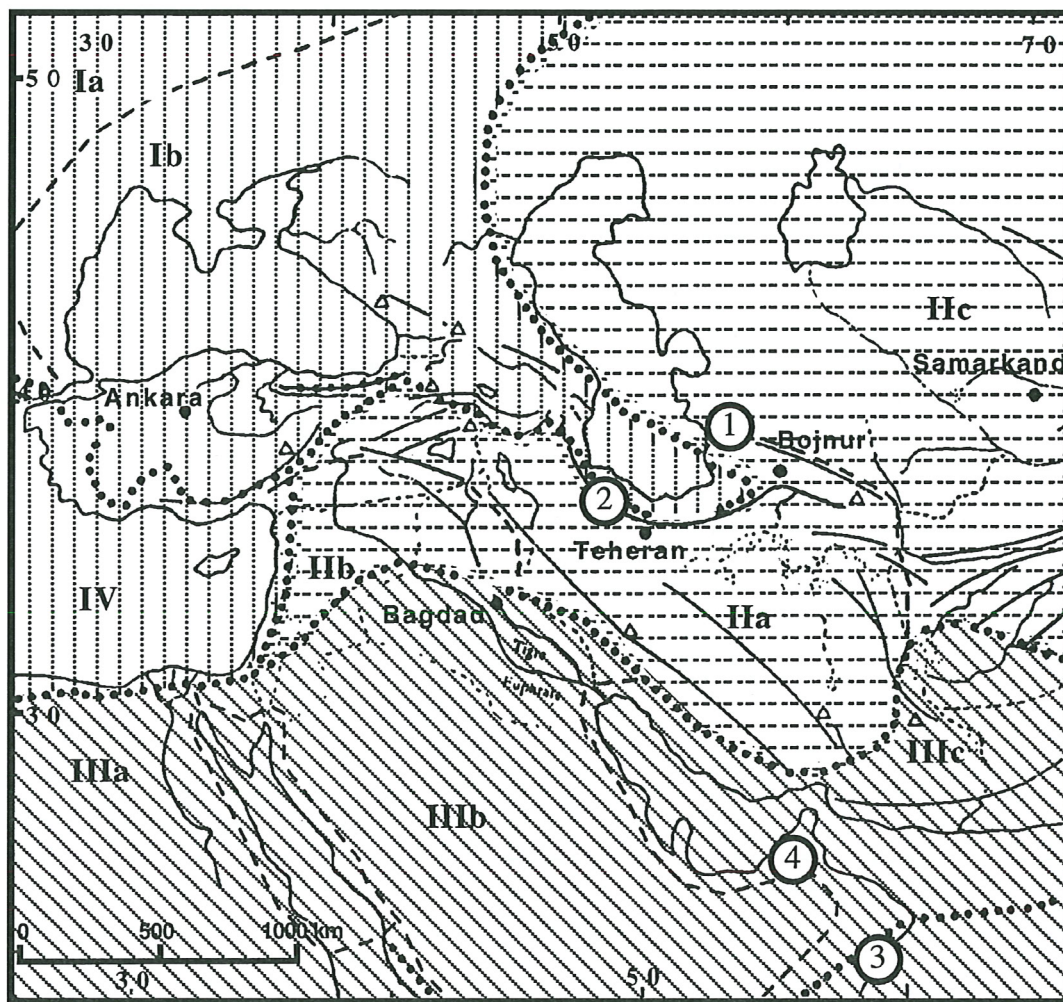 30
50
70
50
Ia
Ib
IIc
Samarkand
40
Ankara
1
Bojnur
2
Teheran
IIb
IIa
IV
Bagdad
Tigre
Euphrate
30
IIIa
IIIc
IIIb
4
0 500 1000 km
3
30
50